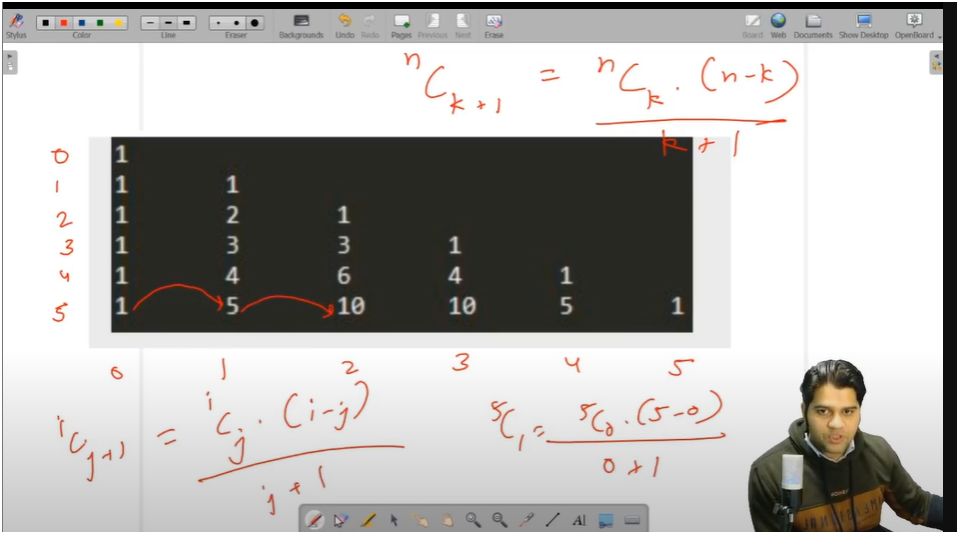 Stylus Color Line Eraser Backgrounds Undo Redo Pages Previous Next Erase Board Web Documents Show Desktop OpenBoard
ⁿCₖ₊₁ = ⁿCₖ · (n-k) / k+1
0 1
1 1 1
2 1 2 1
3 1 3 3 1
4 1 4 6 4 1
5 1 5 10 10 5 1
0 1 2 3 4 5
ⁱCⱼ₊₁ = ⁱCⱼ · (i-j) / j+1
⁵C₁ = ⁵C₀ · (5-0) / 0+1